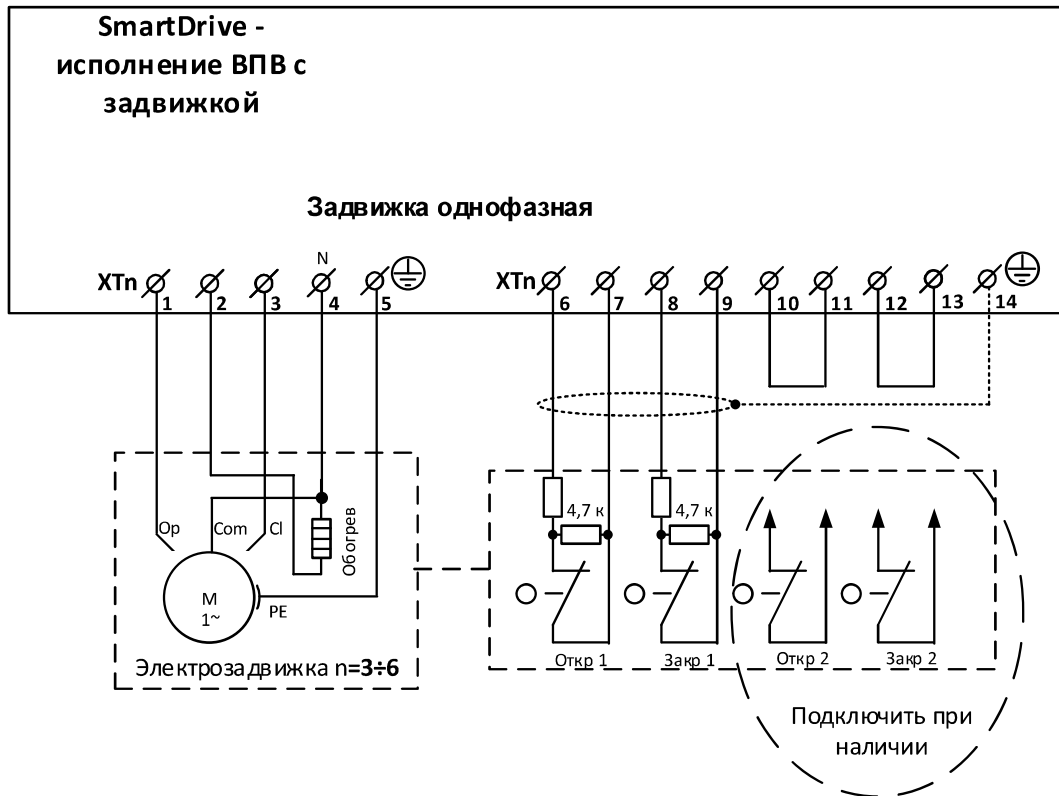 SmartDrive -
исполнение ВПВ с
задвижкой
Задвижка однофазная
XTn
1
2
3
N
4
5
XTn
6
7
8
9
10
11
12
13
14
Op
Com
Cl
Обогрев
M
1~
PE
Электрозадвижка n=3÷6
4,7 к
4,7 к
Откр 1
Закр 1
Откр 2
Закр 2
Подключить при
наличии